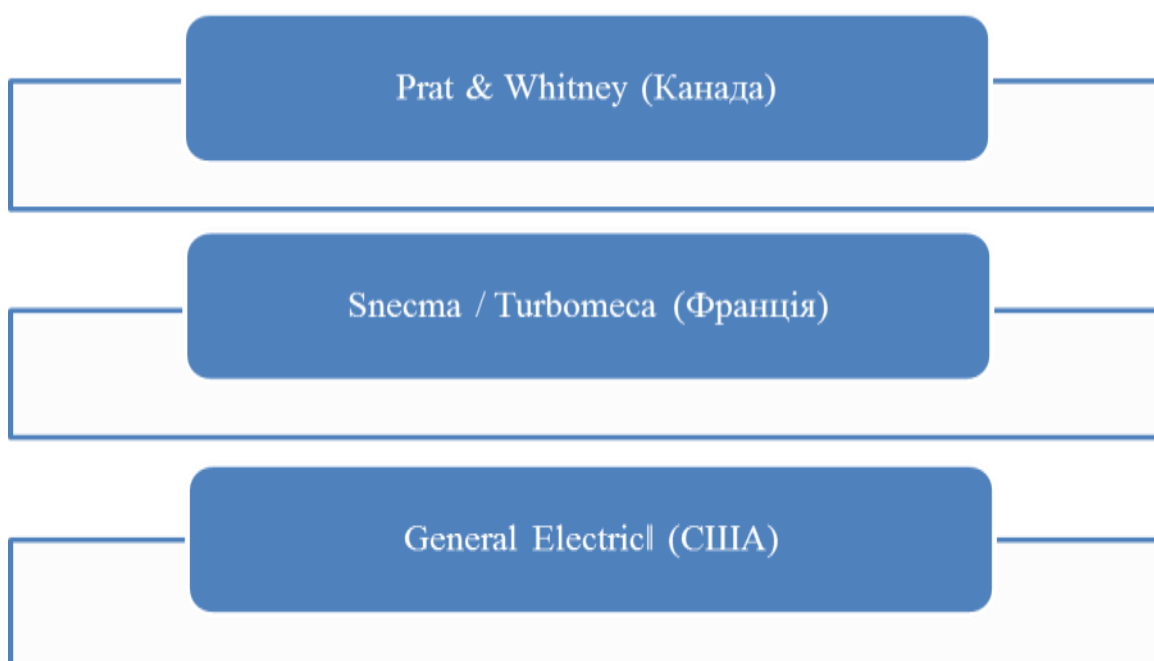 Prat & Whitney (Канада)
Snecma / Turbomeca (Франція)
General Electric‖ (США)